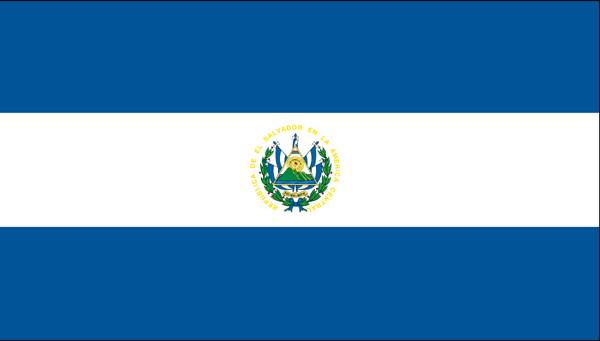 REPUBLICA DE EL SALVADOR EN LA AMERICA CENTRAL